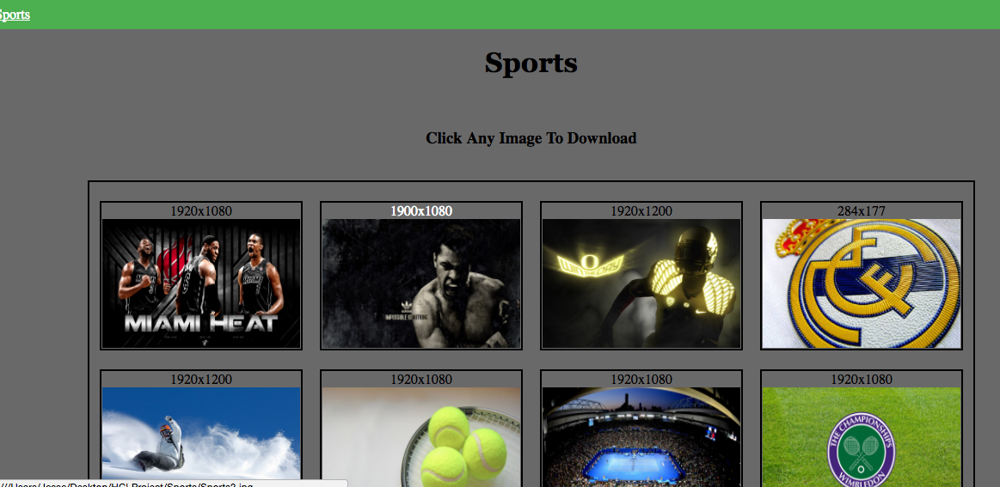 Sports
Sports
Click Any Image To Download
1920x1080
1900x1080
1920x1200
284x177
MIAMI HEAT
adidas
IMPOSSIBLE IS NOTHING
O
1920x1200
1920x1080
1920x1080
1920x1080
THE CHAMPIONSHIPS
WIMBLEDON
///Users/Jesse/Desktop/HCI Project/Sports/Sports2.jpg